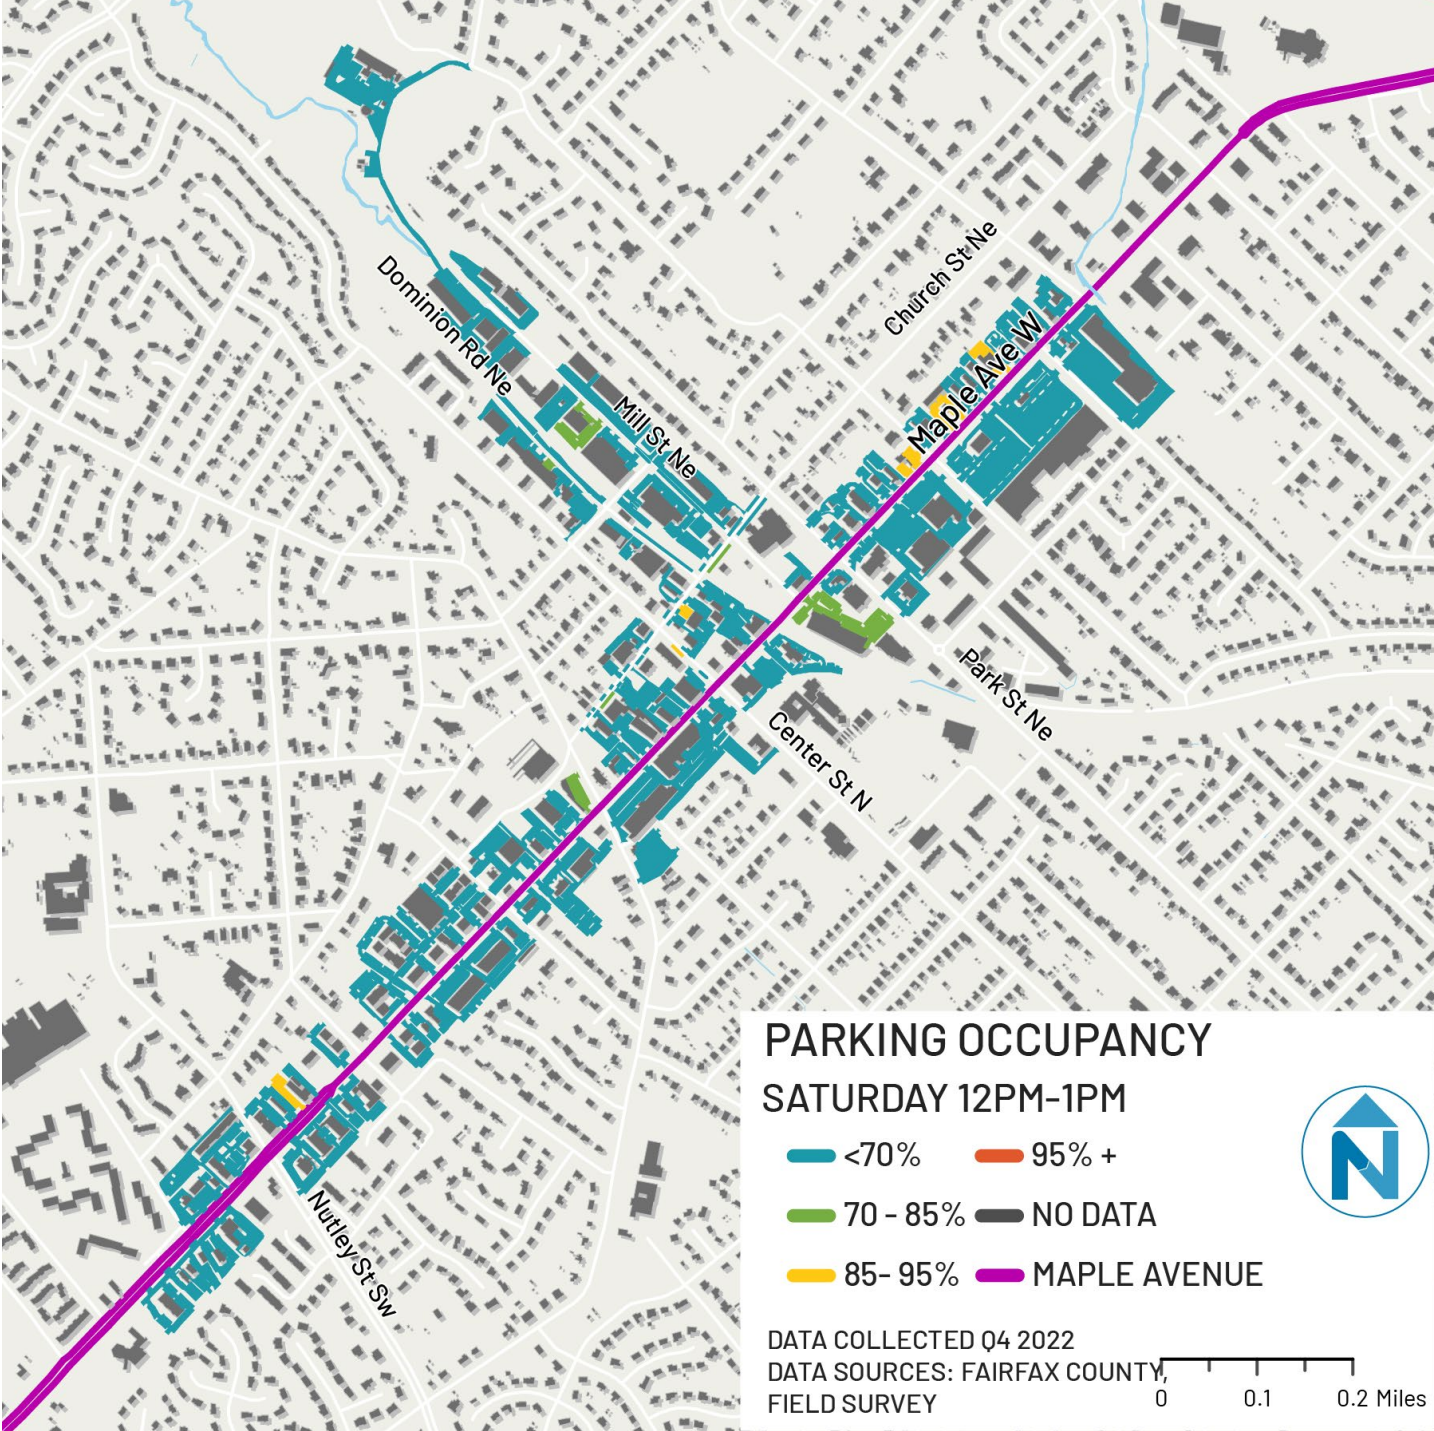 Church St Ne
Dominion Rd Ne
Maple Ave W
Mill St Ne
Park St Ne
Center St N
Nutley St Sw
PARKING OCCUPANCY
SATURDAY 12PM-1PM
<70% 95% +
70 - 85% NO DATA
85- 95% MAPLE AVENUE
N
DATA COLLECTED Q4 2022
DATA SOURCES: FAIRFAX COUNTY,
FIELD SURVEY
0 0.1 0.2 Miles